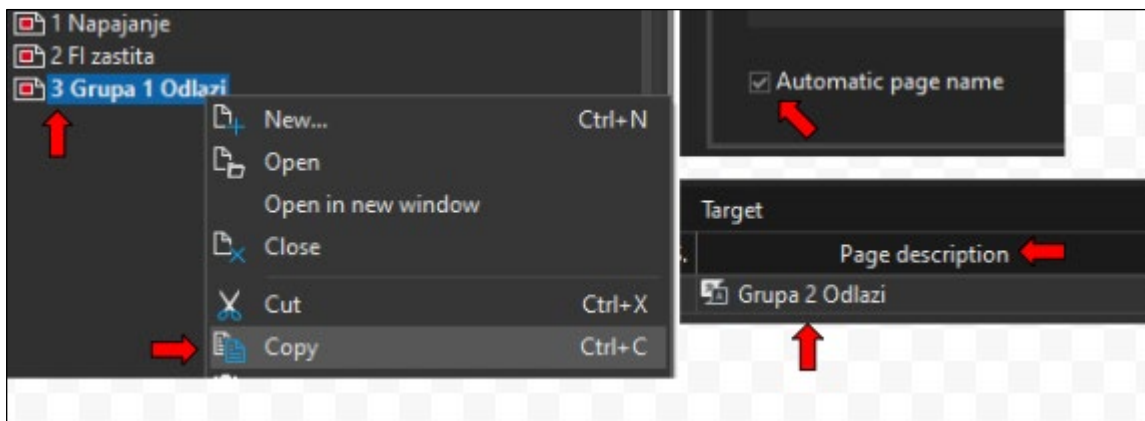 1 Napajanje
2 FI zastita
3 Grupa 1 Odlazi
New... Ctrl+N
Open
Open in new window
Close
Cut Ctrl+X
Copy Ctrl+C
Automatic page name
Target
Page description
Grupa 2 Odlazi